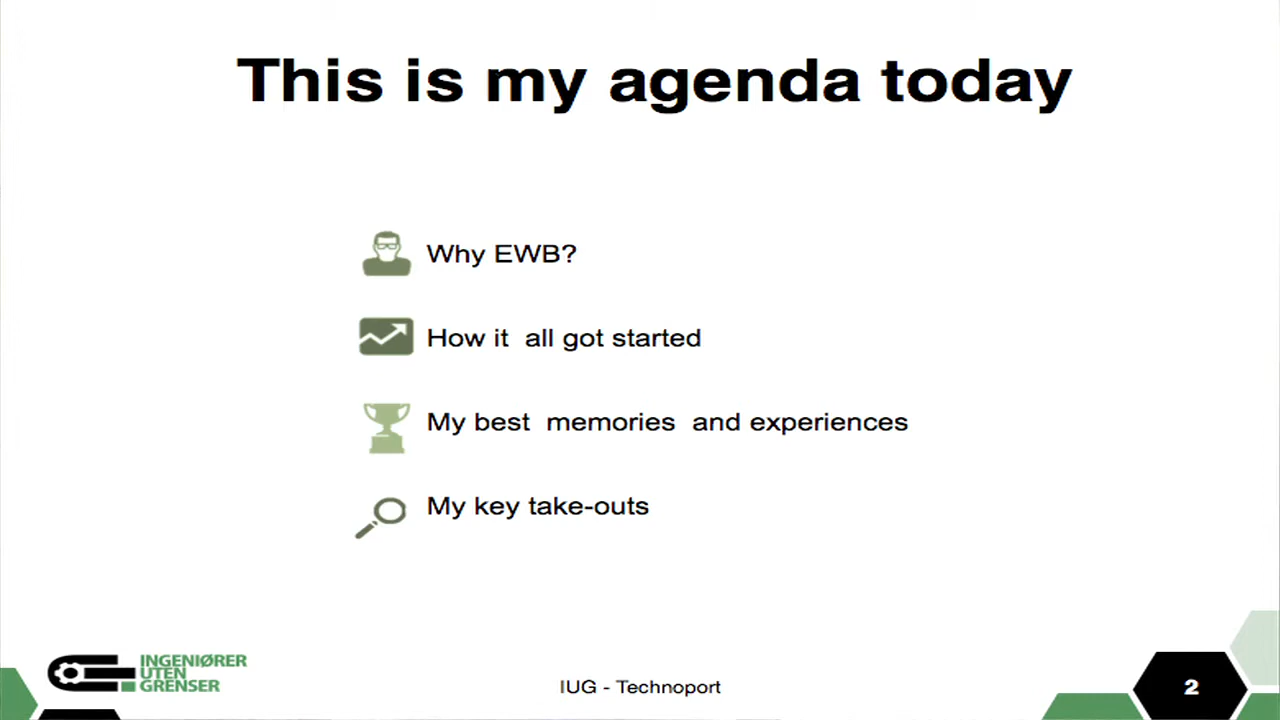 This is my agenda today
Why EWB?
How it all got started
My best memories and experiences
My key take-outs
INGENIØRER
UTEN
GRENSER
IUG - Technoport
2